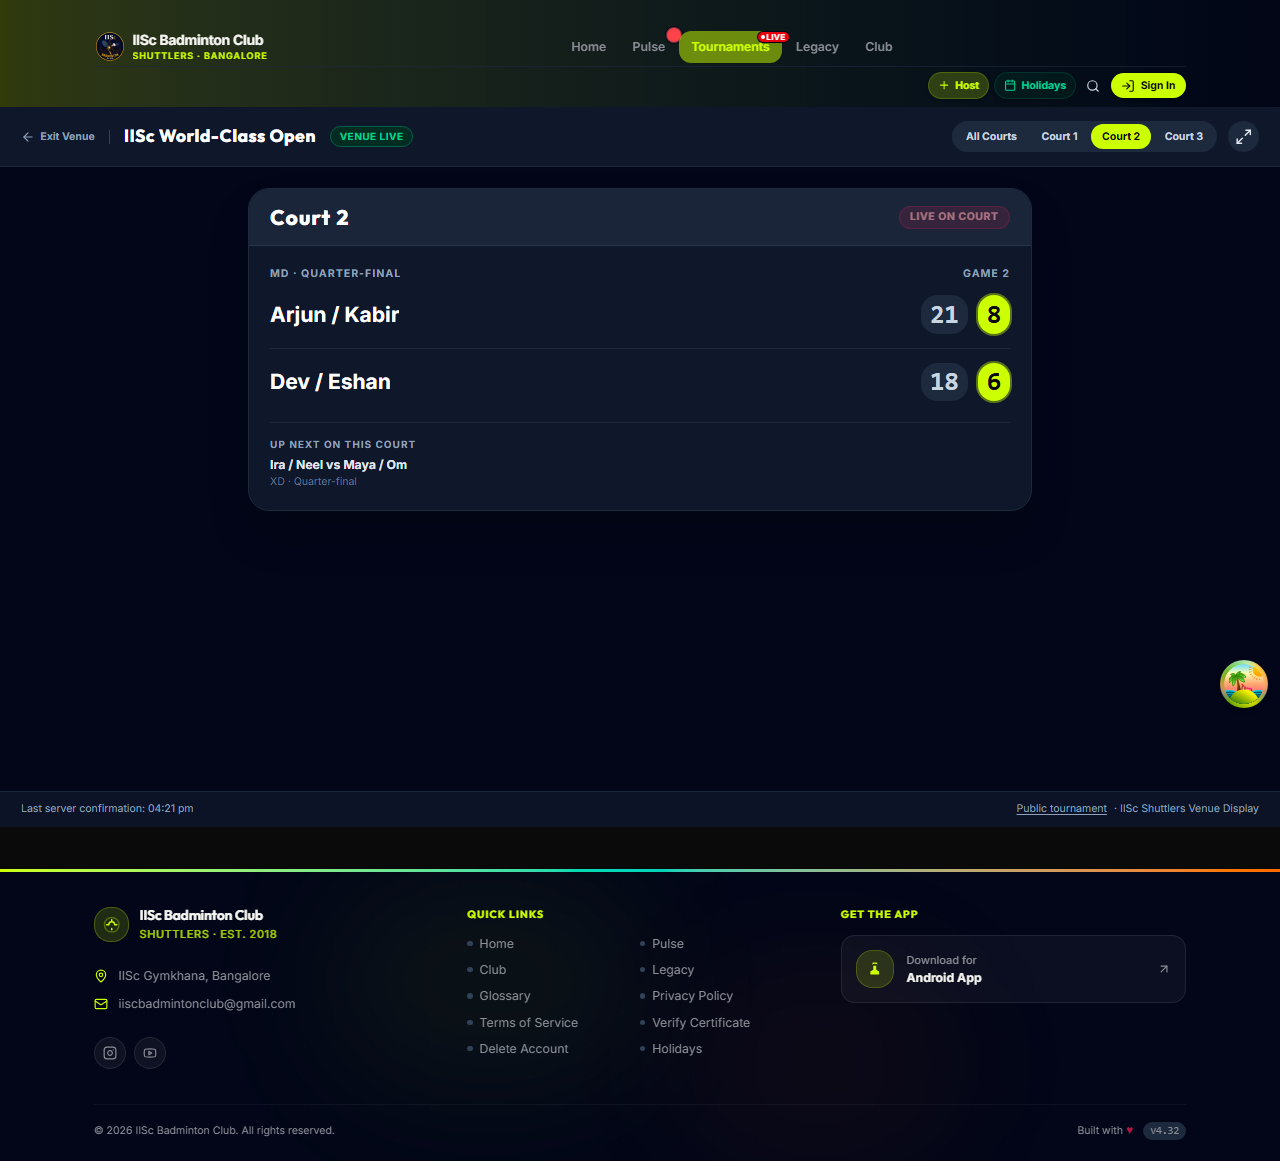 IISc Badminton Club
SHUTTLERS · BANGALORE
Home
Pulse
Tournaments
LIVE
Legacy
Club
Host
Holidays
Sign In
Exit Venue
IISc World-Class Open
VENUE LIVE
All Courts
Court 1
Court 2
Court 3
Court 2
LIVE ON COURT
MD · QUARTER-FINAL
GAME 2
Arjun / Kabir
21 8
Dev / Eshan
18 6
UP NEXT ON THIS COURT
Ira / Neel vs Maya / Om
XD · Quarter-final
Last server confirmation: 04:21 pm
Public tournament · IISc Shuttlers Venue Display
IISc Badminton Club
SHUTTLERS · EST. 2018
IISc Gymkhana, Bangalore
iiscbadmintonclub@gmail.com
QUICK LINKS
Home
Pulse
Club
Legacy
Glossary
Privacy Policy
Terms of Service
Verify Certificate
Delete Account
Holidays
GET THE APP
Download for
Android App
© 2026 IISc Badminton Club. All rights reserved.
Built with ♥
v4.32